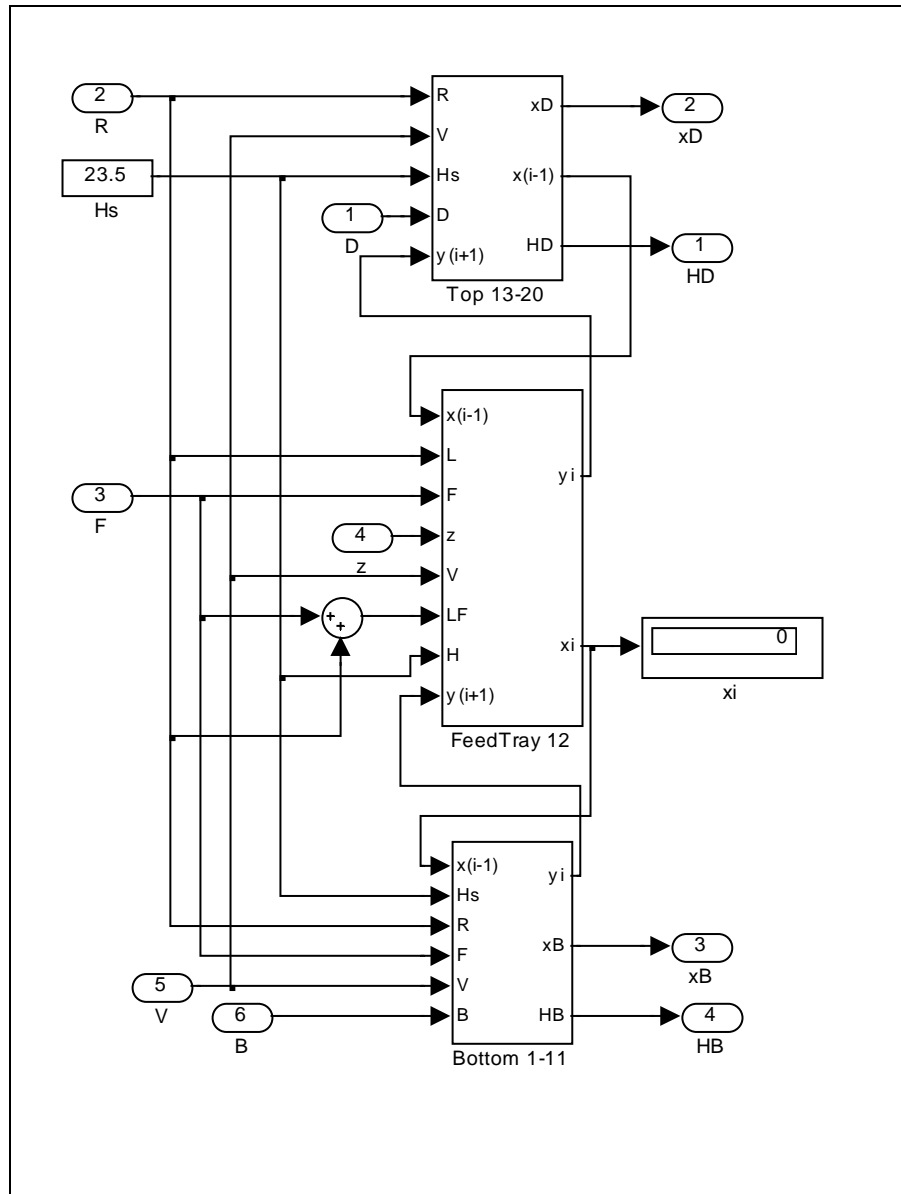 2
R
23.5
Hs
1
D
R
V
Hs
D
y(i+1)
xD
x(i-1)
HD
Top 13-20
2
xD
1
HD
3
F
4
z
+
+
x(i-1)
L
F
z
V
LF
H
y(i+1)
yi
xi
FeedTray 12
0
xi
5
V
6
B
x(i-1)
Hs
R
F
V
B
yi
xB
HB
Bottom 1-11
3
xB
4
HB